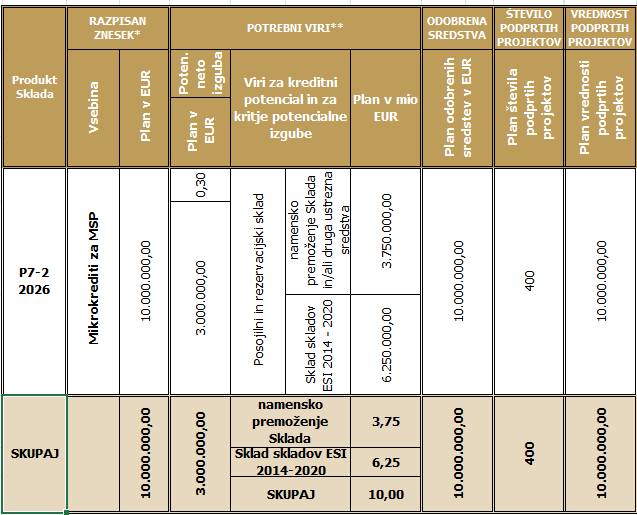 Produkt
Sklada
RAZPISAN
ZNESEK*
Vsebina
Plan v EUR
POTREBNI VIRI**
Poten.
neto
izguba
Plan v
EUR
Viri za kreditni
potencial in za
kritje potencialne
izgube
Plan v mio
EUR
ODOBRENA
SREDSTVA
Plan odobrenih
sredstev v EUR
ŠTEVILO
PODPRTIH
PROJEKTOV
Plan števila
podprtih
projektov
VREDNOST
PODPRTIH
PROJEKTOV
Plan vrednosti
podprtih
projektov
P7-2
2026
Mikrokrediti za MSP
10.000.000,00
0,30
3.000.000,00
Posojilni in rezervacijski sklad
namensko
premoženje Sklada
in/ali druga ustrezna
sredstva
3.750.000,00
Sklad skladov
ESI 2014 - 2020
6.250.000,00
10.000.000,00
400
10.000.000,00
SKUPAJ
10.000.000,00
3.000.000,00
namensko
premoženje
Sklada
3,75
Sklad skladov ESI
2014-2020
6,25
SKUPAJ
10,00
10.000.000,00
400
10.000.000,00